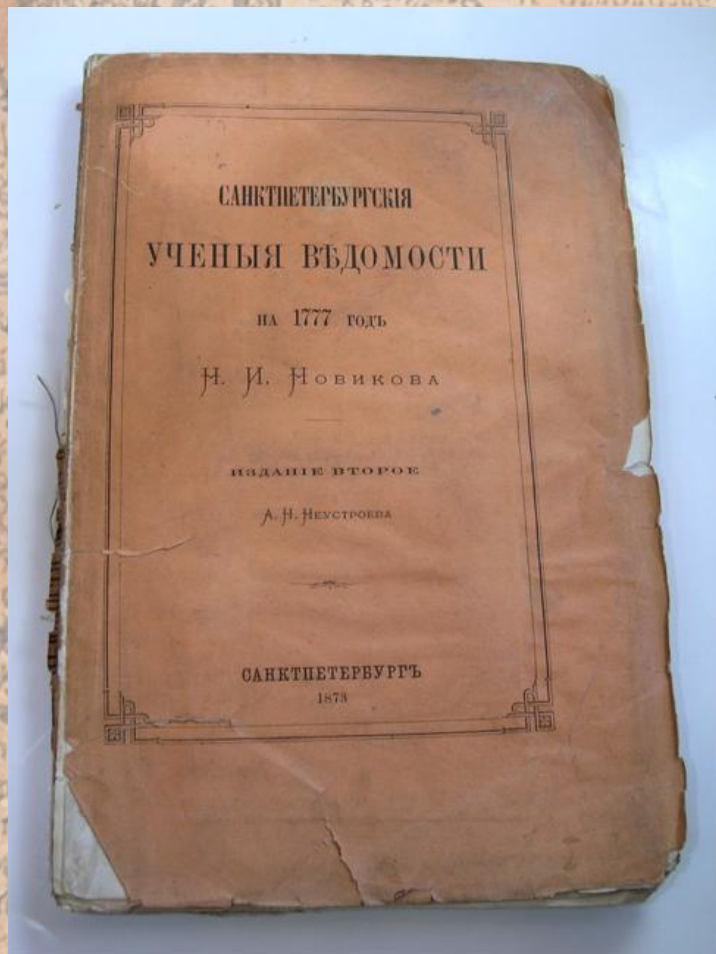 САНКТПЕТЕРБУРГСКІЯ
УЧЕНЫЯ ВѢДОМОСТИ
НА 1777 ГОДЪ
Н. И. НОВИКОВА
ИЗДАНІЕ ВТОРОЕ
А. Н. НЕУСТРОЕВА
САНКТПЕТЕРБУРГЪ
1873